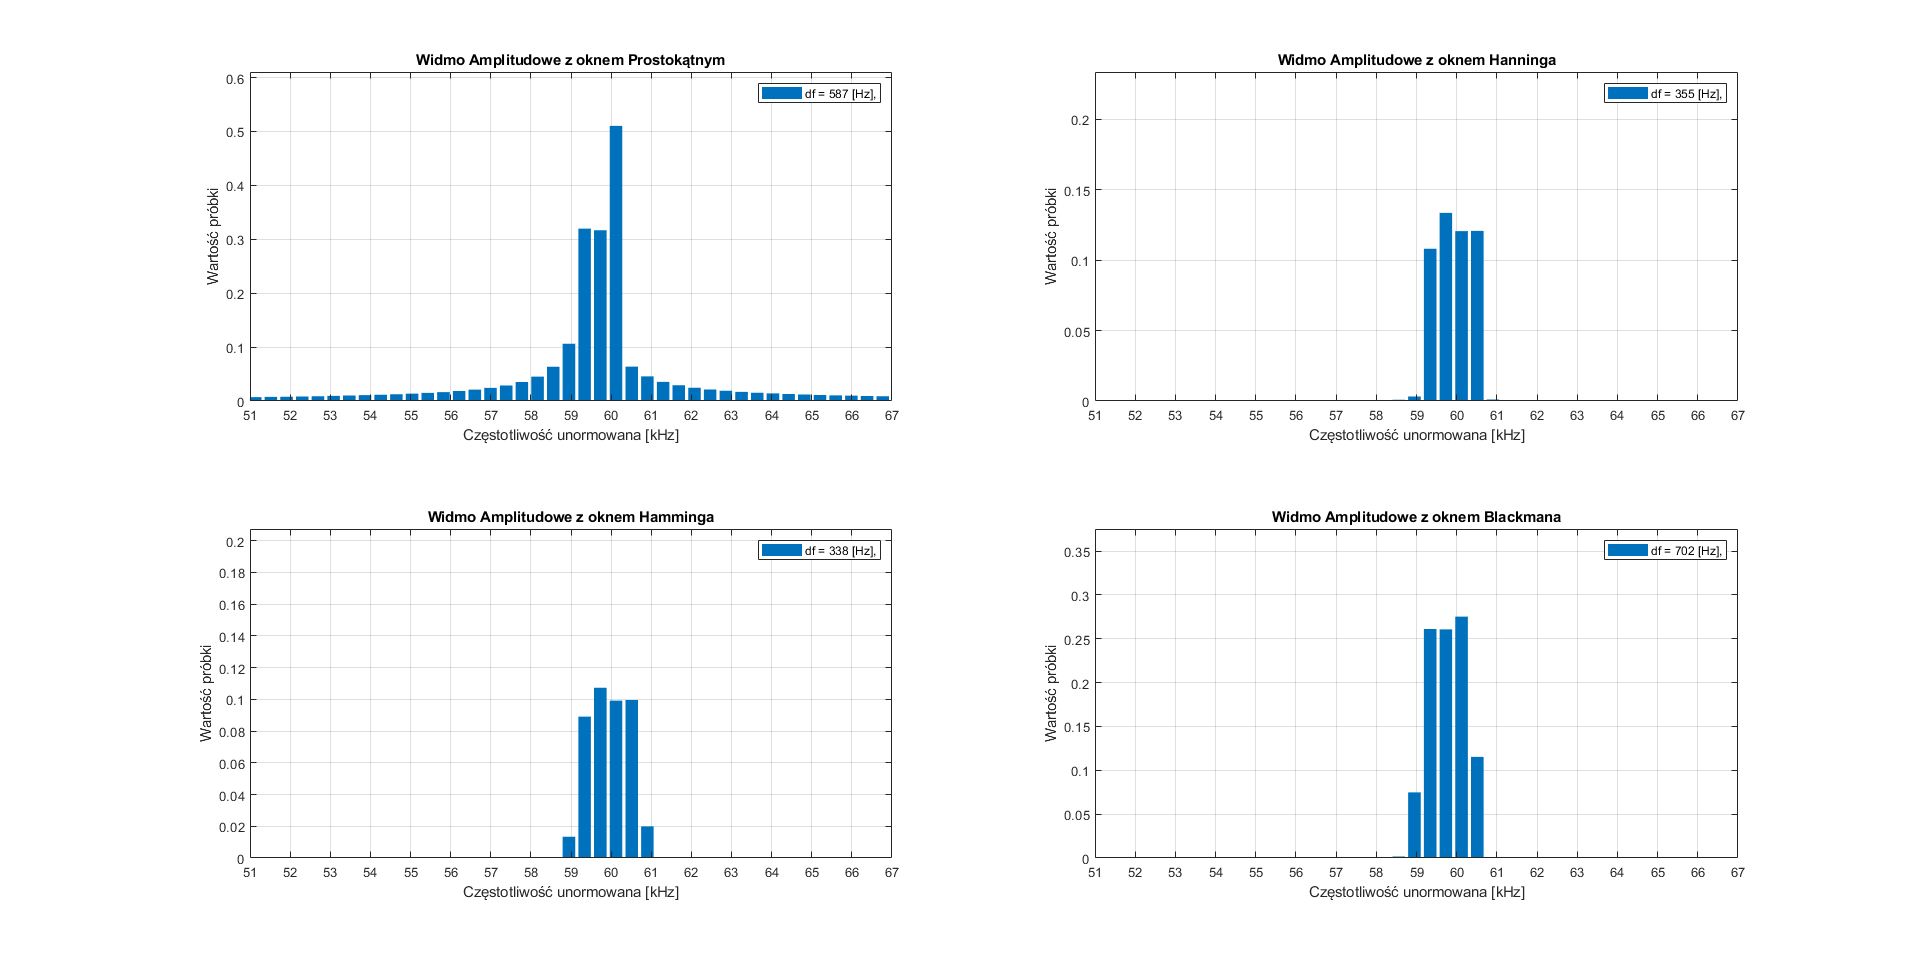 Widmo Amplitudowe z oknem Prostokątnym
df = 587 [Hz],
0.6
0.5
0.4
0.3
0.2
0.1
0
Wartość próbki
51 52 53 54 55 56 57 58 59 60 61 62 63 64 65 66 67
Częstotliwość unormowana [kHz]
Widmo Amplitudowe z oknem Hanninga
df = 355 [Hz],
0.2
0.15
0.1
0.05
0
Wartość próbki
51 52 53 54 55 56 57 58 59 60 61 62 63 64 65 66 67
Częstotliwość unormowana [kHz]
Widmo Amplitudowe z oknem Hamminga
df = 338 [Hz],
0.2
0.18
0.16
0.14
0.12
0.1
0.08
0.06
0.04
0.02
0
Wartość próbki
51 52 53 54 55 56 57 58 59 60 61 62 63 64 65 66 67
Częstotliwość unormowana [kHz]
Widmo Amplitudowe z oknem Blackmana
df = 702 [Hz],
0.35
0.3
0.25
0.2
0.15
0.1
0.05
0
Wartość próbki
51 52 53 54 55 56 57 58 59 60 61 62 63 64 65 66 67
Częstotliwość unormowana [kHz]